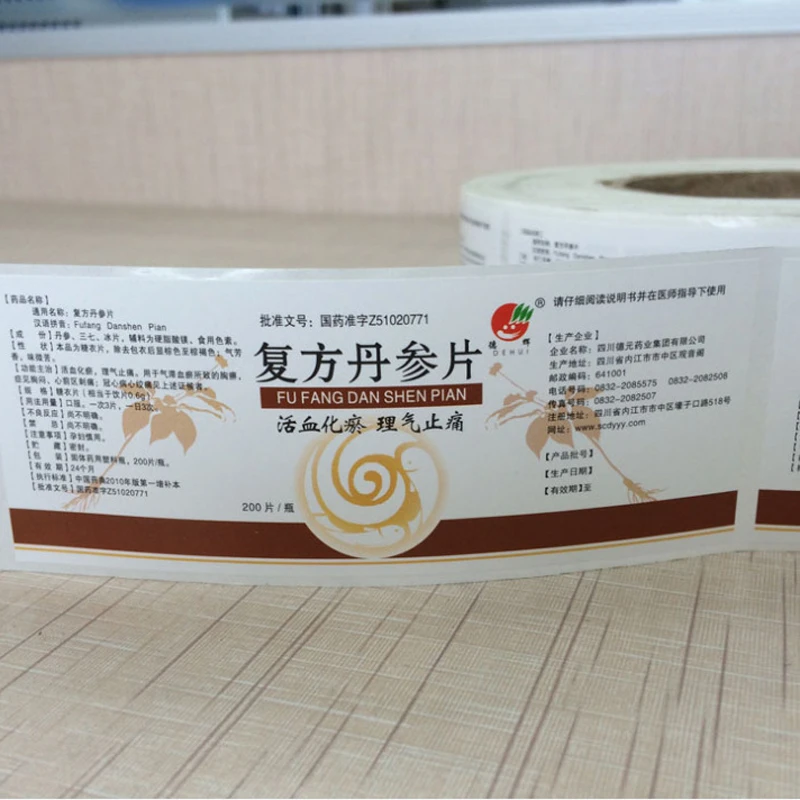 【药品名称】
通用名称：复方丹参片
汉语拼音：Fufang Danshen Pian
【成 份】丹参、三七、冰片，辅料为硬脂酸镁，食用色素。
【性 状】本品为糖衣片，除去包衣后显棕色至棕褐色；气芳
香，味微苦。
【功能主治】活血化瘀，理气止痛。用于气滞血瘀所致的胸痹，
症见胸闷、心前区刺痛；冠心病心绞痛见上述证候者。
【规 格】糖衣片（相当于饮片0.6g）
【用法用量】口服。一次3片，一日3次。
【不良反应】尚不明确。
【禁 忌】尚不明确。
【注意事项】孕妇慎用。
【贮 藏】密封。
【包 装】固体药用塑料瓶，200片/瓶。
【有 效 期】24个月
【执行标准】中国药典2010年版第一增补本
【批准文号】国药准字Z51020771
批准文号：国药准字Z51020771
复方丹参片
FU FANG DAN SHEN PIAN
活血化瘀 理气止痛
200片/瓶
®
德 辉
DEHUI
请仔细阅读说明书并在医师指导下使用
【生产企业】
企业名称：四川德元药业集团有限公司
生产地址：四川省内江市市中区观音阁
邮政编码：641001
电话号码：0832-2085575 0832-2082508
传真号码：0832-2082507
注册地址：四川省内江市市中区壕子口路518号
网址：www.scdyyy.com
【产品批号】
【生产日期】
【有效期】至